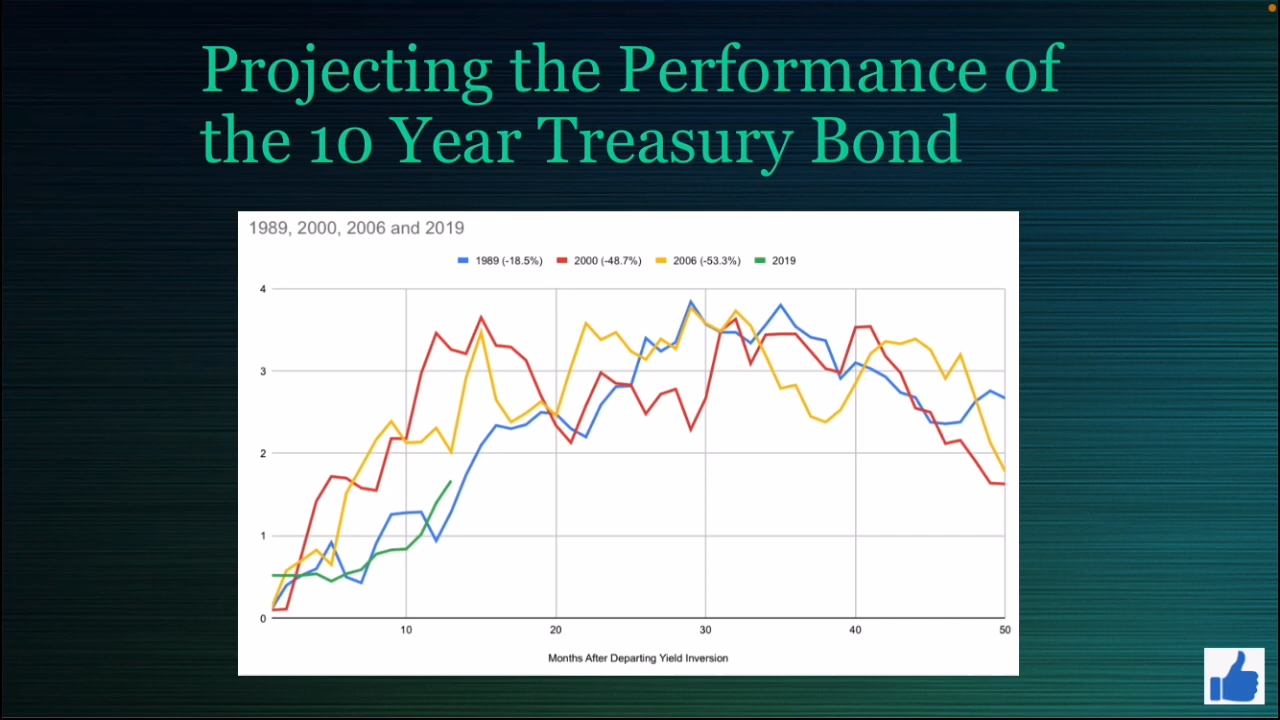 Projecting the Performance of
the 10 Year Treasury Bond
1989, 2000, 2006 and 2019
1989 (-18.5%) 2000 (-48.7%) 2006 (-53.3%) 2019
4
3
2
1
0
10 20 30 40 50
Months After Departing Yield Inversion